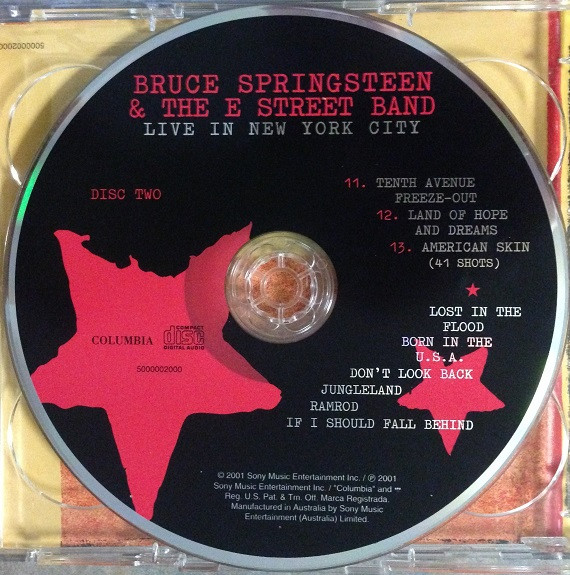 BRUCE SPRINGSTEEN
& THE E STREET BAND
LIVE IN NEW YORK CITY
DISC TWO
11. TENTH AVENUE
FREEZE-OUT
12. LAND OF HOPE
AND DREAMS
13. AMERICAN SKIN
(41 SHOTS)
LOST IN THE
FLOOD
BORN IN THE
U.S.A.
DON'T LOOK BACK
JUNGLELAND
RAMROD
IF I SHOULD FALL BEHIND
COLUMBIA
COMPACT
disc
DIGITAL AUDIO
5000002000
© 2001 Sony Music Entertainment Inc. / ℗ 2001
Sony Music Entertainment Inc. / "Columbia" and
Reg. U.S. Pat. & Tm. Off. Marca Registrada.
Manufactured in Australia by Sony Music
Entertainment (Australia) Limited.